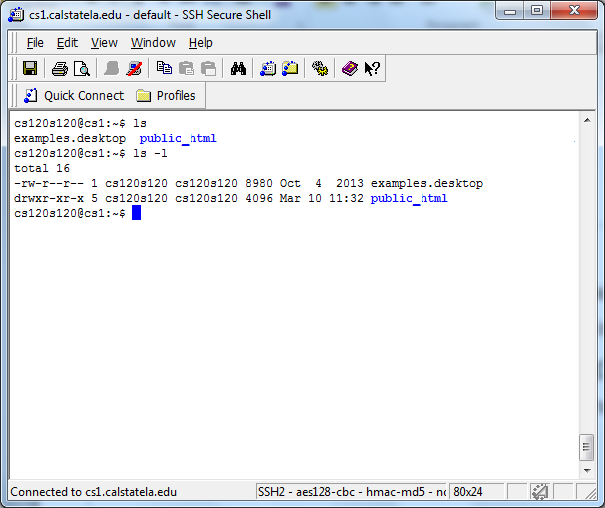 cs1.calstatela.edu - default - SSH Secure Shell
File Edit View Window Help
Quick Connect Profiles
cs120s120@cs1:~$ ls
examples.desktop  public_html
cs120s120@cs1:~$ ls -l
total 16
-rw-r--r-- 1 cs120s120 cs120s120 8980 Oct  4  2013 examples.desktop
drwxr-xr-x 5 cs120s120 cs120s120 4096 Mar 10 11:32 public_html
cs120s120@cs1:~$
Connected to cs1.calstatela.edu SSH2 - aes128-cbc - hmac-md5 - nc 80x24